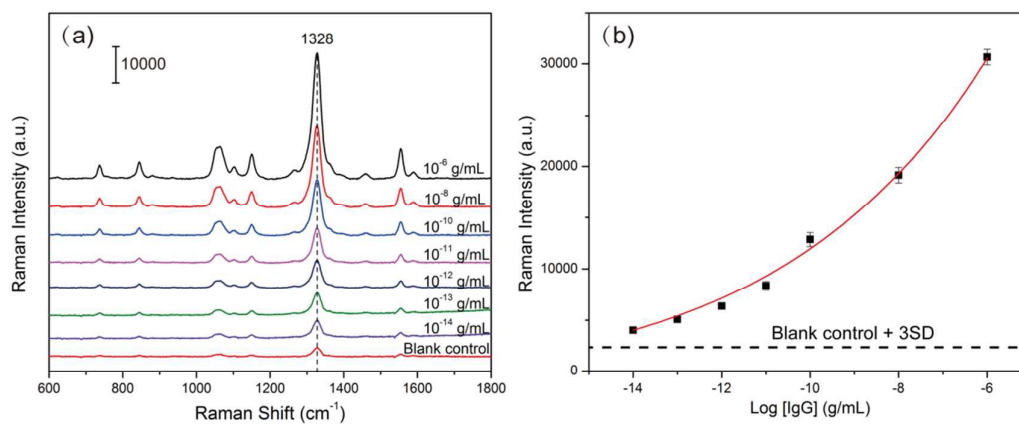 (a)
10000
1328
10⁻⁶ g/mL
10⁻⁸ g/mL
10⁻¹⁰ g/mL
10⁻¹¹ g/mL
10⁻¹² g/mL
10⁻¹³ g/mL
10⁻¹⁴ g/mL
Blank control
Raman Intensity (a.u.)
600 800 1000 1200 1400 1600 1800
Raman Shift (cm⁻¹)
(b)
30000
20000
10000
0
Raman Intensity (a.u.)
Blank control + 3SD
-14 -12 -10 -8 -6
Log [IgG] (g/mL)